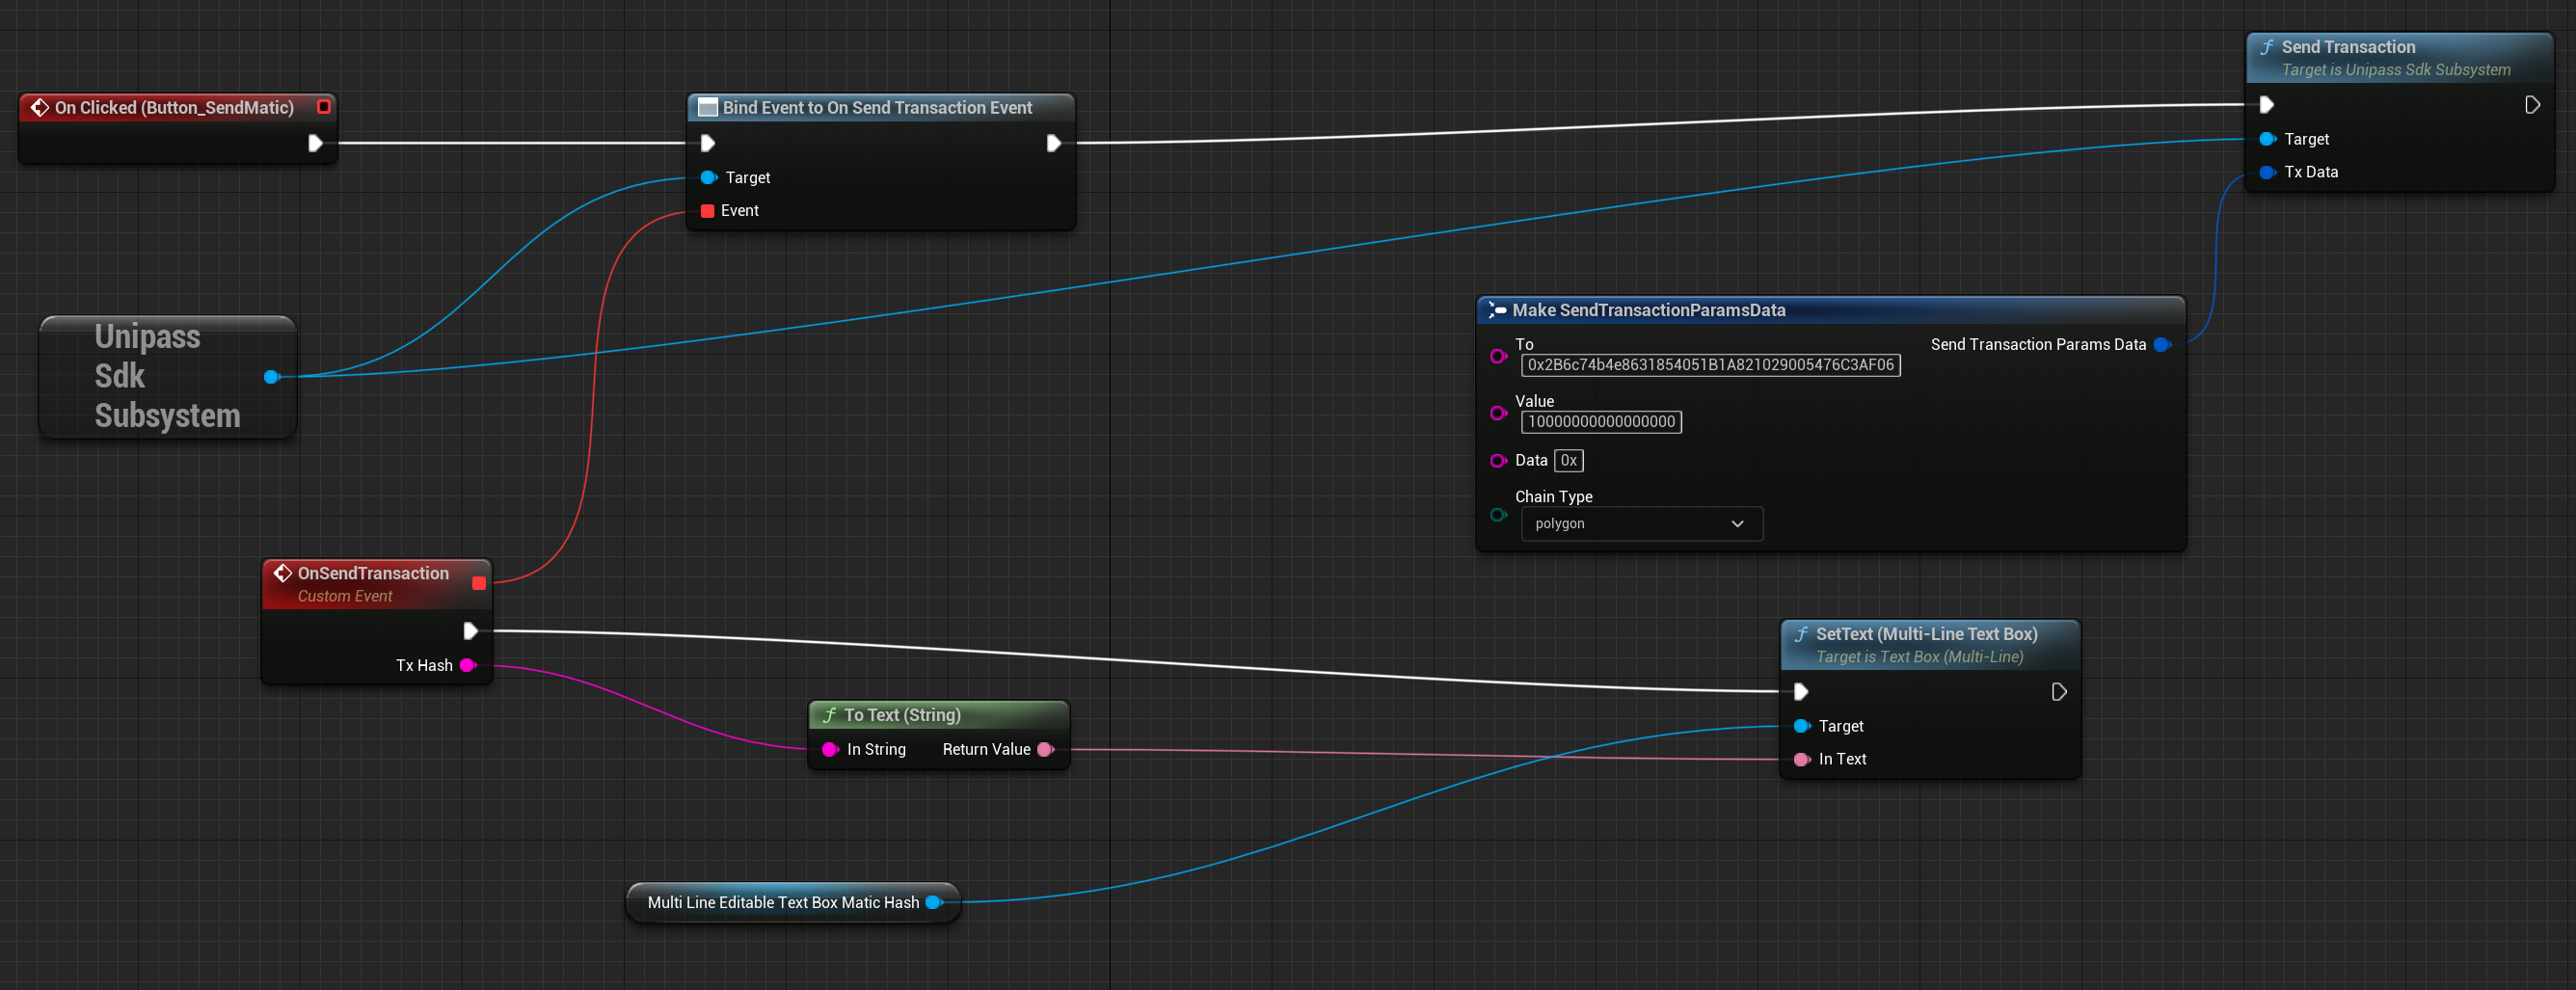 On Clicked (Button_SendMatic)
Bind Event to On Send Transaction Event
Target
Event
Send Transaction
Target is Unipass Sdk Subsystem
Target
Tx Data
Unipass
Sdk
Subsystem
Make SendTransactionParamsData
To
0x2B6c74b4e8631854051B1A821029005476C3AF06
Send Transaction Params Data
Value
10000000000000000
Data 0x
Chain Type
polygon
OnSendTransaction
Custom Event
Tx Hash
To Text (String)
In String Return Value
SetText (Multi-Line Text Box)
Target is Text Box (Multi-Line)
Target
In Text
Multi Line Editable Text Box Matic Hash